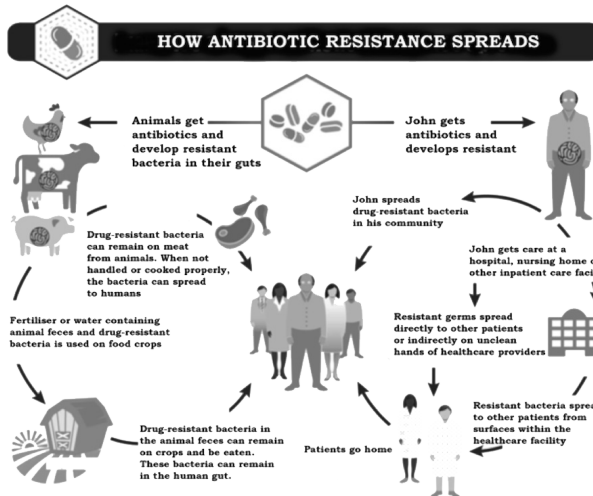 HOW ANTIBIOTIC RESISTANCE SPREADS
Animals get
antibiotics and
develop resistant
bacteria in their guts
John gets
antibiotics and
develops resistant
Drug-resistant bacteria
can remain on meat
from animals. When not
handled or cooked properly,
the bacteria can spread
to humans
John spreads
drug-resistant bacteria
in his community
John gets care at a
hospital, nursing home
other inpatient care
Fertiliser or water containing
animal feces and drug-resistant
bacteria is used on food crops
Resistant germs spread
directly to other patients
or indirectly on unclean
hands of healthcare providers
Drug-resistant bacteria in
the animal feces can remain
on crops and be eaten.
These bacteria can remain
in the human gut.
Patients go home
Resistant bacteria
to other patients from
surfaces within the
healthcare facility